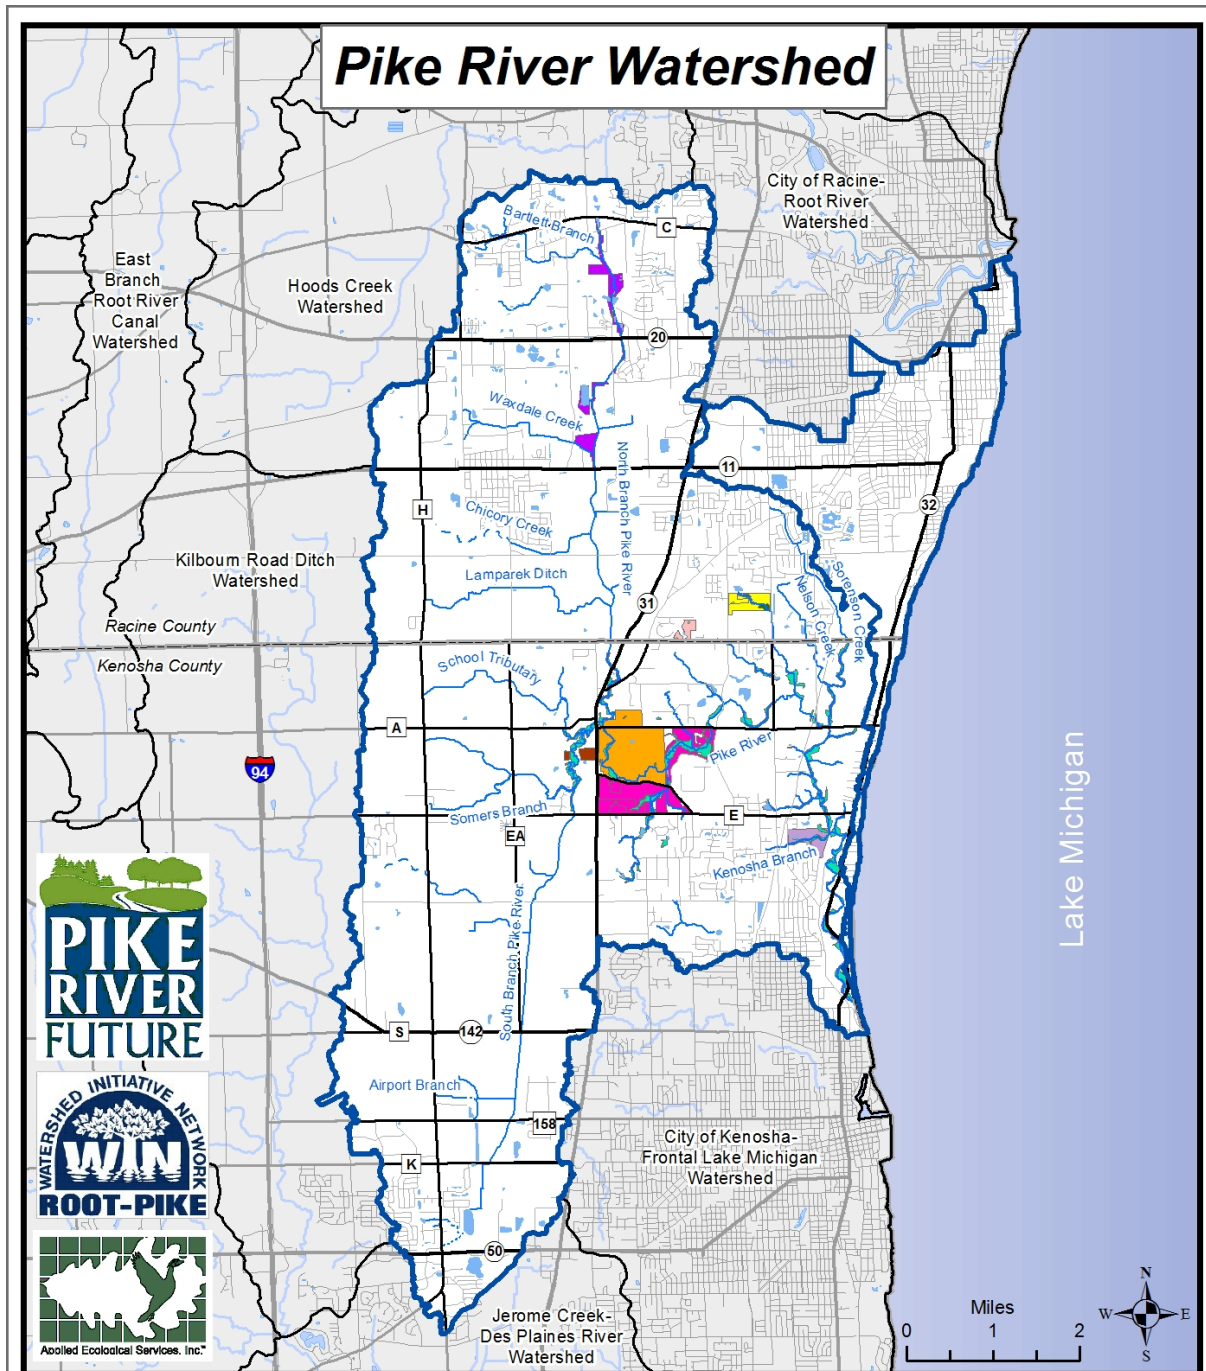 Pike River Watershed
City of Racine-
Root River
Watershed
Bartlett Branch
C
East
Branch
Root River
Canal
Watershed
Hoods Creek
Watershed
20
Waxdale Creek
North Branch Pike River
11
H
32
Chicory Creek
Kilbourn Road Ditch
Watershed
Lamparek Ditch
Nelson Creek
Sorenson Creek
31
Racine County
Kenosha County
School Tributary
A
Pike River
94
Lake Michigan
Somers Branch
E
EA
Kenosha Branch
PIKE
RIVER
FUTURE
South Branch Pike River
S
142
Airport Branch
158
WATERSHED INITIATIVE NETWORK
WIN
ROOT-PIKE
City of Kenosha-
Frontal Lake Michigan
Watershed
K
50
Applied Ecological Services, Inc.™
Jerome Creek-
Des Plaines River
Watershed
Miles
0 1 2
N
W E
S